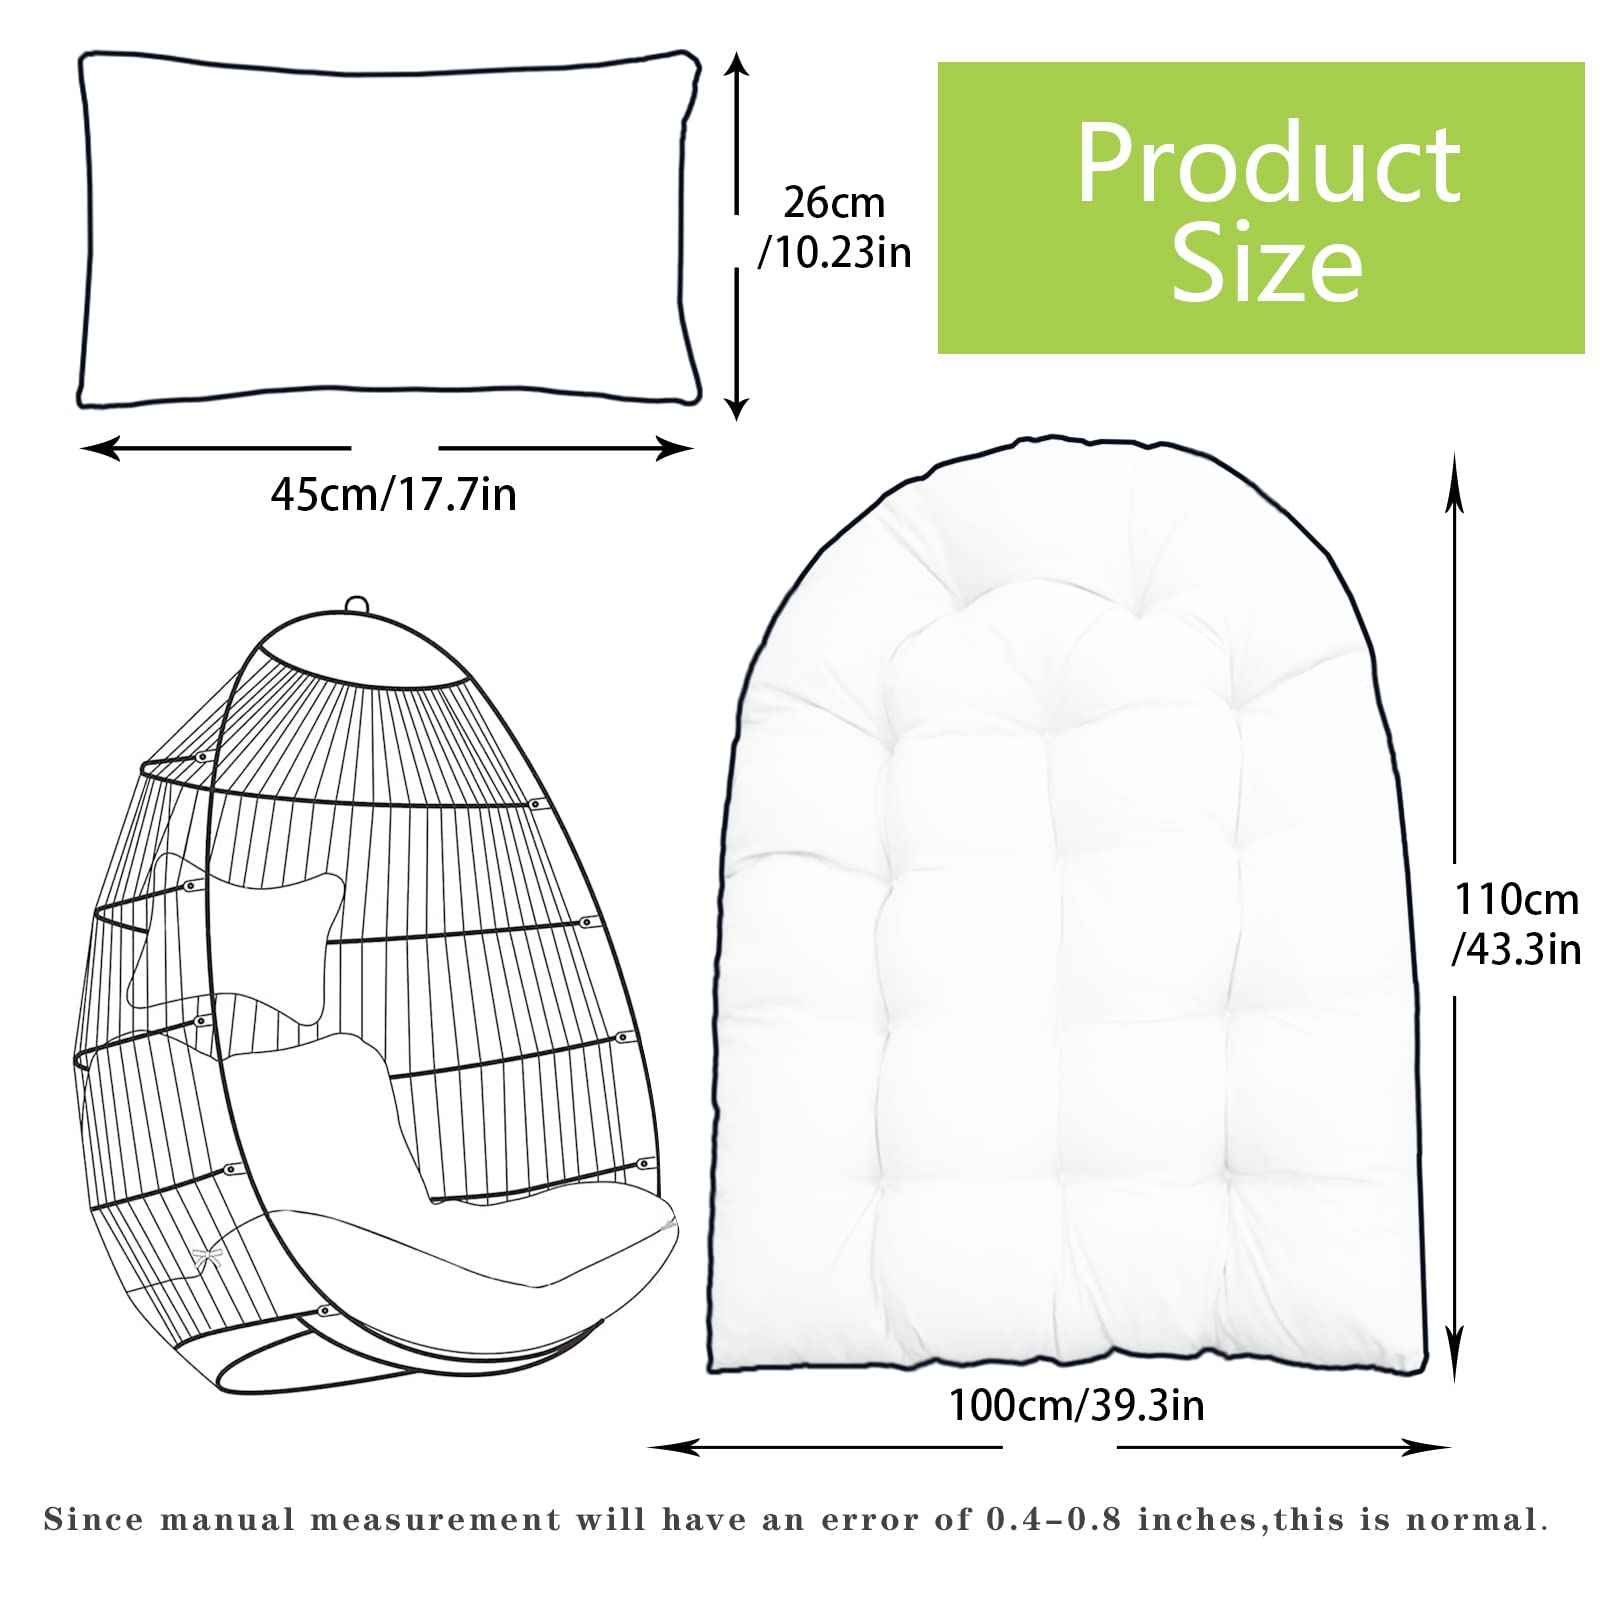 Product
Size
26cm
/10.23in
45cm/17.7in
110cm
/43.3in
100cm/39.3in
Since manual measurement will have an error of 0.4-0.8 inches,this is normal.